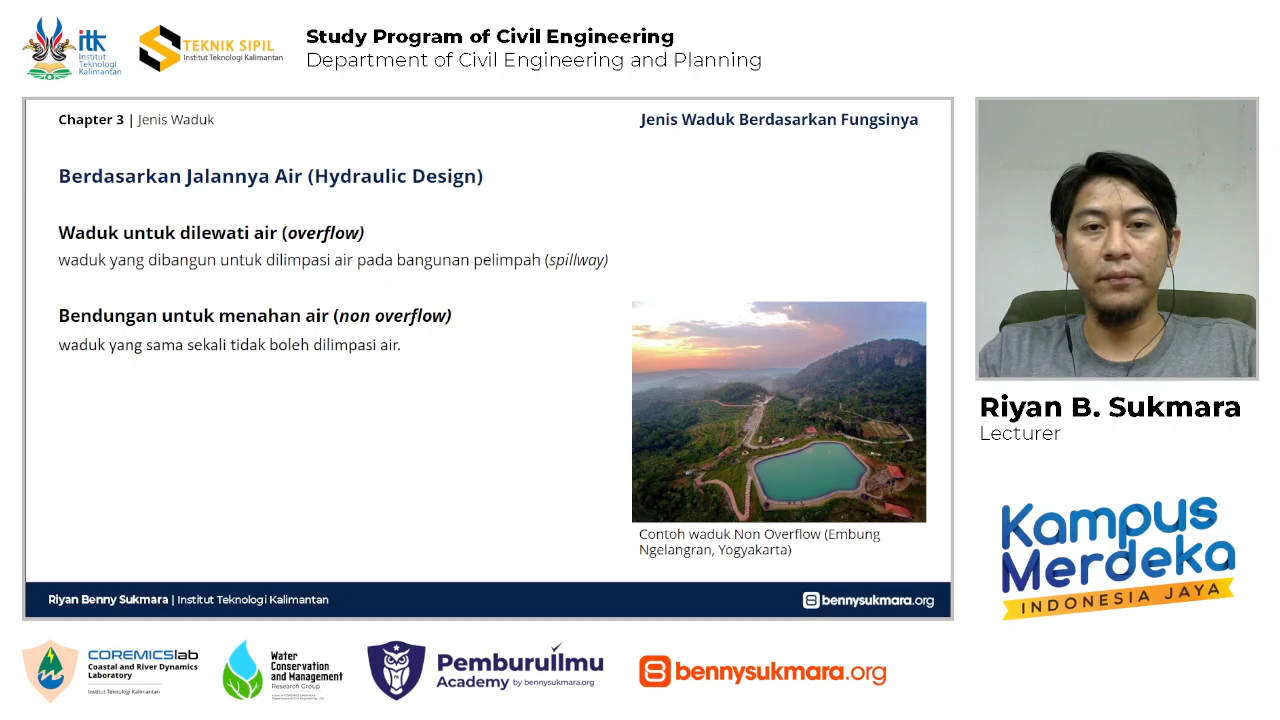 itk
Institut
Teknologi
Kalimantan
TEKNIK SIPIL
Institut Teknologi Kalimantan
Study Program of Civil Engineering
Department of Civil Engineering and Planning
Chapter 3 | Jenis Waduk
Jenis Waduk Berdasarkan Fungsinya
Berdasarkan Jalannya Air (Hydraulic Design)
Waduk untuk dilewati air (overflow)
waduk yang dibangun untuk dilimpasi air pada bangunan pelimpah (spillway)
Bendungan untuk menahan air (non overflow)
waduk yang sama sekali tidak boleh dilimpasi air.
Contoh waduk Non Overflow (Embung
Ngelangran, Yogyakarta)
Riyan Benny Sukmara | Institut Teknologi Kalimantan
bennysukmara.org
Riyan B. Sukmara
Lecturer
Kampus
Merdeka
INDONESIA JAYA
COREMICSlab
Coastal and River Dynamics
Laboratory
Institut Teknologi Kalimantan
Water
Conservation
and Management
Research Group
PemburuIlmu
Academy by bennysukmara.org
bennysukmara.org